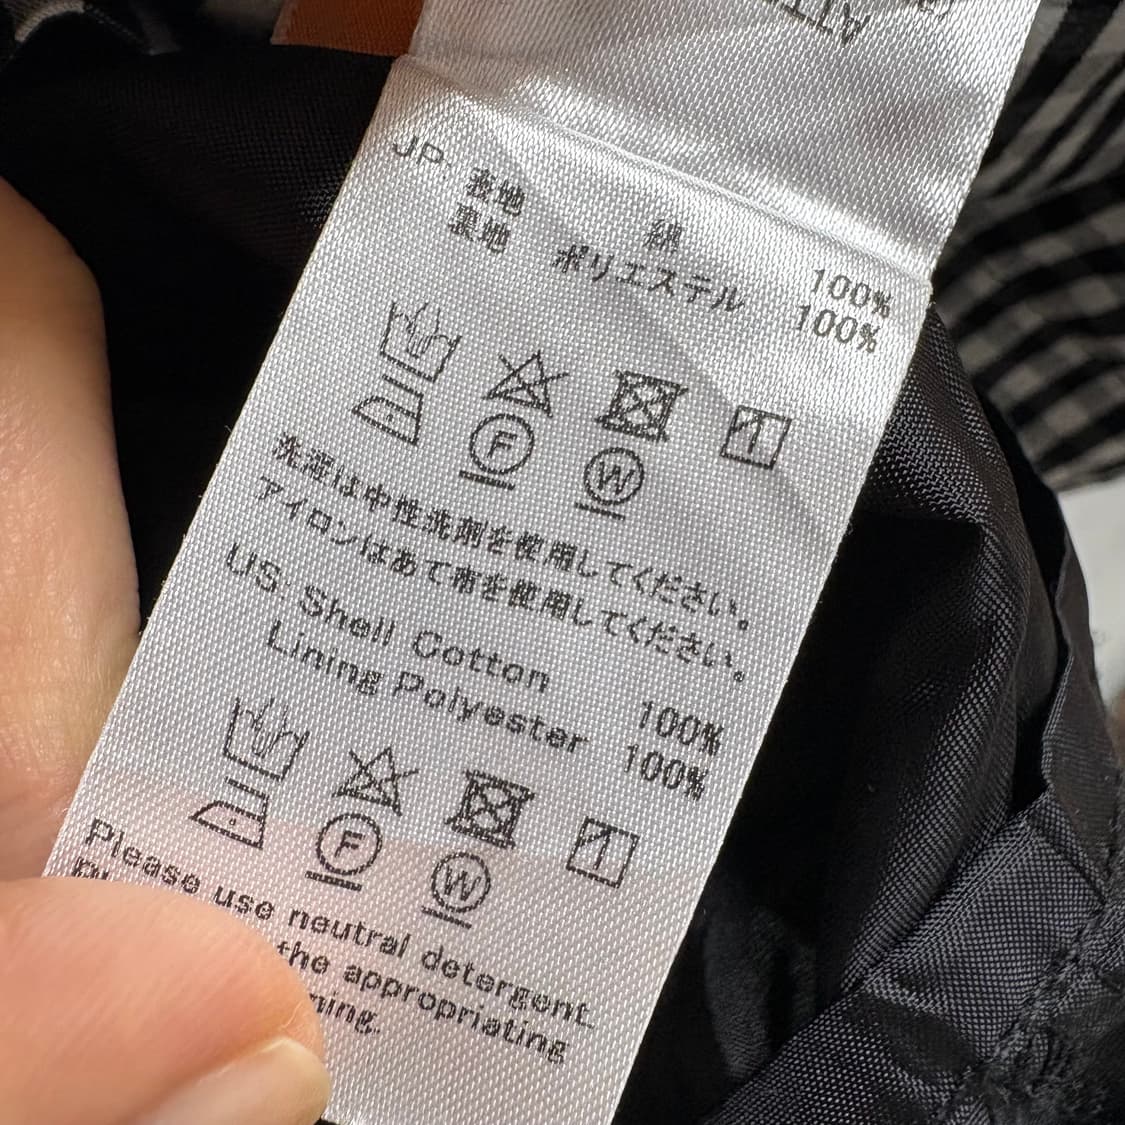 JP: 表地 綿 100%
裏地 ポリエステル 100%
F W
洗濯は中性洗剤を使用してください。
アイロンはあて布を使用してください。
US: Shell Cotton 100%
Lining Polyester 100%
F W
Please use neutral detergent.
the appropriating